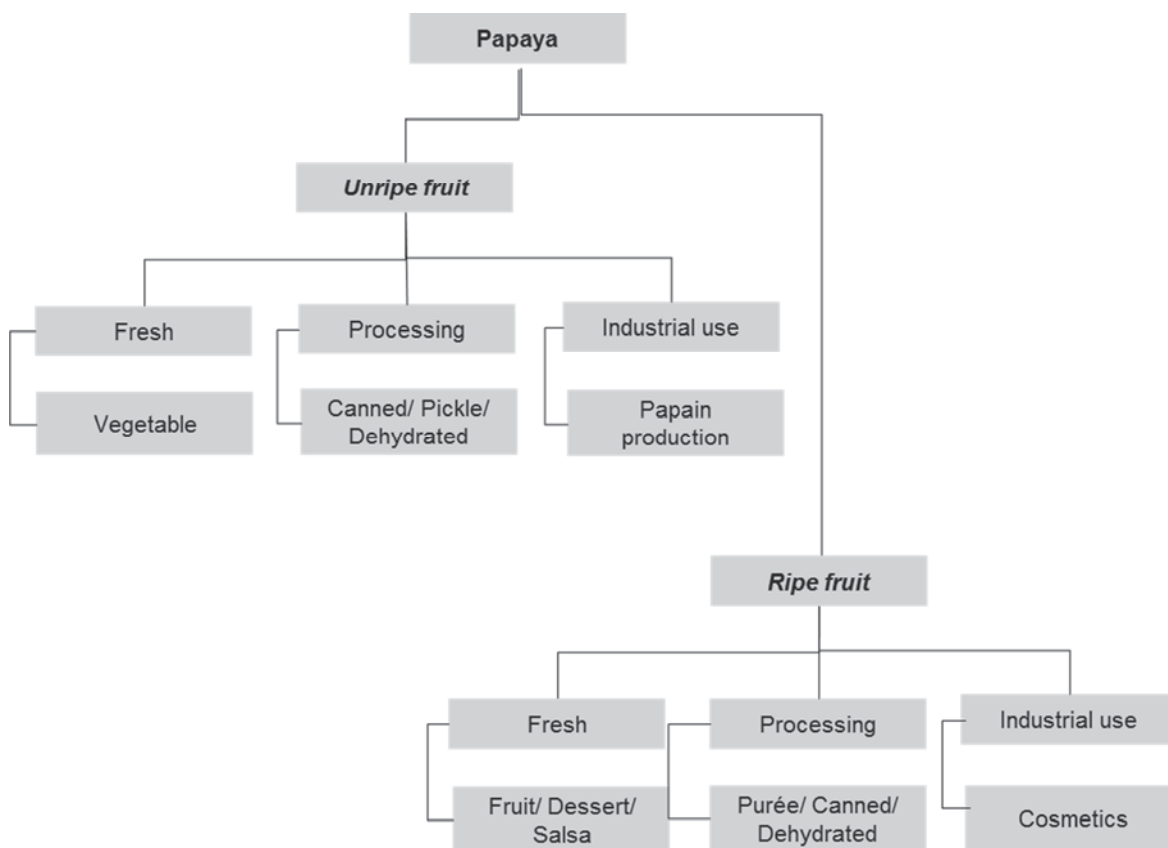 Papaya
Unripe fruit
Fresh
Processing
Industrial use
Vegetable
Canned/ Pickle/
Dehydrated
Papain
production
Ripe fruit
Fresh
Processing
Industrial use
Fruit/ Dessert/
Salsa
Purée/ Canned/
Dehydrated
Cosmetics